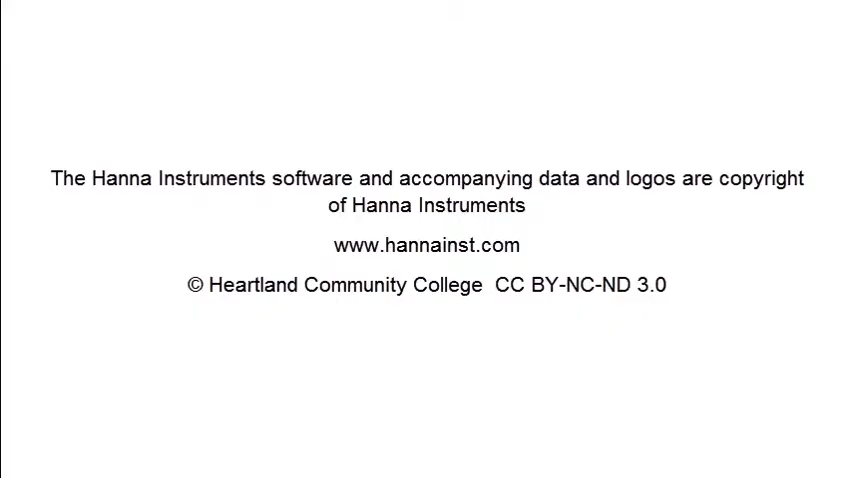 The Hanna Instruments software and accompanying data and logos are copyright
of Hanna Instruments
www.hannainst.com
© Heartland Community College  CC BY-NC-ND 3.0